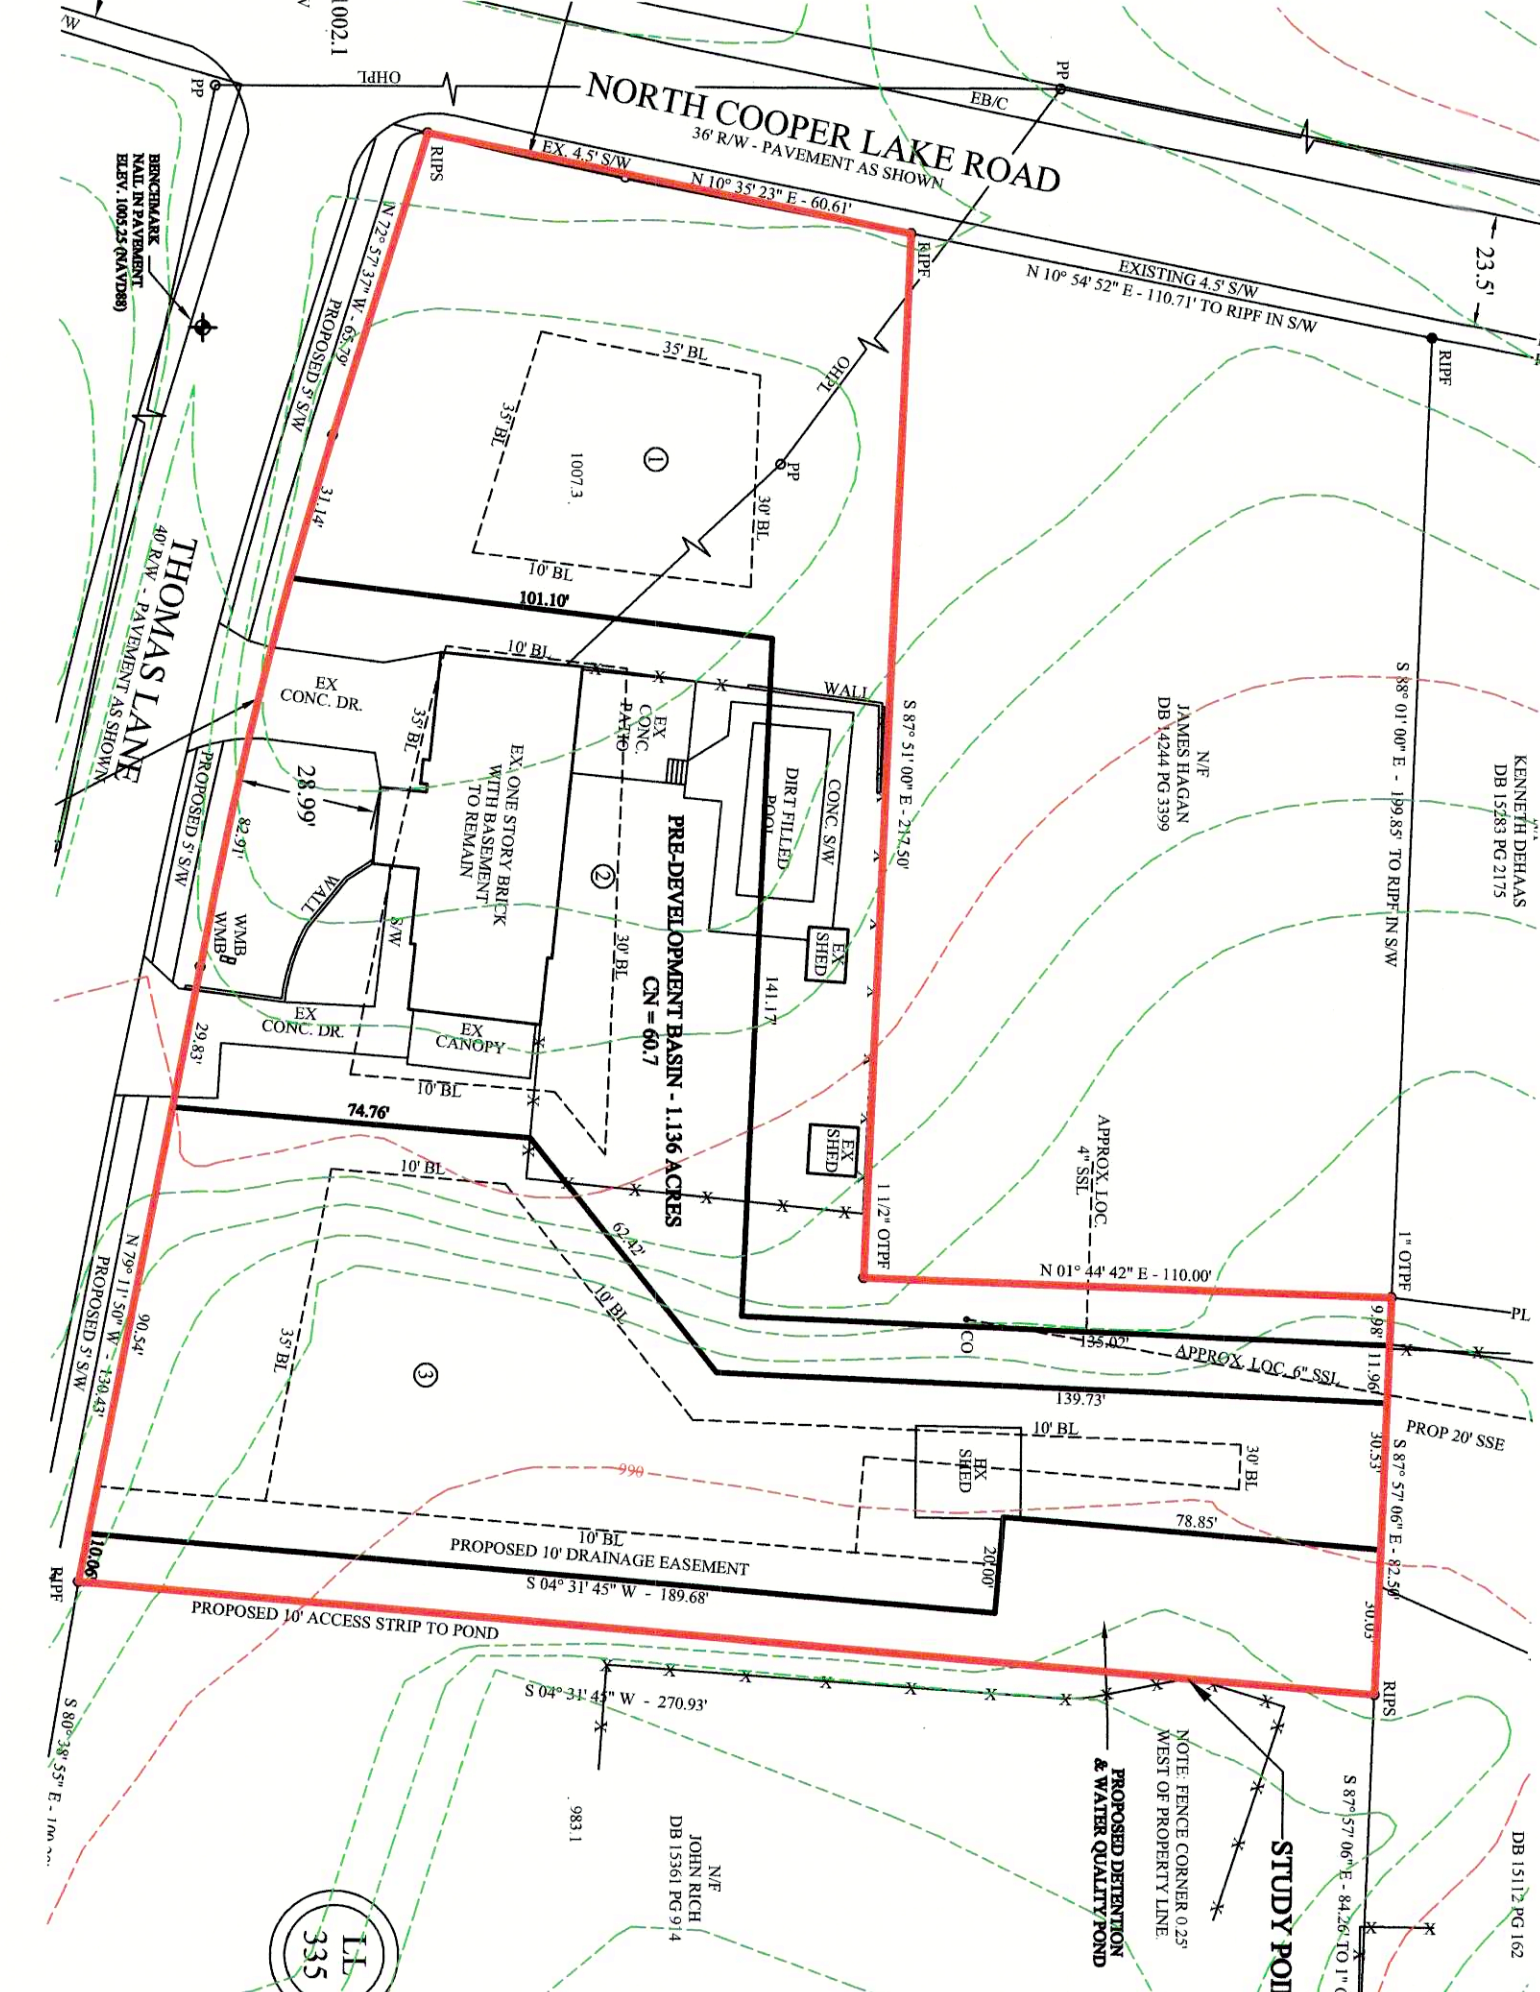 1002.1
OHPL
PP
PP
EB/C
NORTH COOPER LAKE ROAD
36' R/W - PAVEMENT AS SHOWN
EX. 4.5' S/W
N 10° 35' 23" E - 60.61'
RIPS
RIPF
EXISTING 4.5' S/W
N 10° 54' 52" E - 110.71' TO RIPF IN S/W
23.5'
RIPF
BENCHMARK
NAIL IN PAVEMENT
ELEV. 1005.25 (NAVD88)
N 72° 57' 37" W - 65.79'
PROPOSED 5' S/W
31.14'
35' BL
35' BL
30' BL
10' BL
1
1007.3
OHPL
PP
101.10'
THOMAS LANE
40' R/W - PAVEMENT AS SHOWN
10' BL
EX
CONC. DR.
35' BL
EX
CONC.
PATIO
WALL
EX. ONE STORY BRICK
WITH BASEMENT
TO REMAIN
DIRT FILLED
POOL
CONC. S/W
S 87° 51' 00" E - 217.50'
N/F
JAMES HAGAN
DB 14244 PG 3399
S 88° 01' 00" E - 199.85' TO RIPF IN S/W
KENNETH DEHAAS
DB 15283 PG 2175
28.99'
PROPOSED 5' S/W
82.91'
WALL
S/W
WMB
WMB
2
30' BL
PRE-DEVELOPMENT BASIN - 1.136 ACRES
CN = 60.7
EX
SHED
141.17'
29.83'
EX
CONC. DR.
EX
CANOPY
10' BL
74.76'
EX
SHED
APPROX. LOC.
4" SSL
1 1/2" OTPF
1" OTPF
N 01° 44' 42" E - 110.00'
PL
10' BL
62.42'
10' BL
35' BL
N 79° 11' 50" W - 130.43'
90.54'
PROPOSED 5' S/W
3
CO
135.02'
APPROX. LOC. 6" SSL
9.98'
11.96'
139.73'
PROP 20' SSE
10' BL
30' BL
30.53'
S 87° 57' 06" E - 82.50'
EX
SHED
990
78.85'
20.00'
10' BL
PROPOSED 10' DRAINAGE EASEMENT
S 04° 31' 45" W - 189.68'
10.06'
RIPF
30.03'
PROPOSED 10' ACCESS STRIP TO POND
S 04° 31' 45" W - 270.93'
RIPS
S 80° 38' 55" E
NOTE: FENCE CORNER 0.25'
WEST OF PROPERTY LINE.
PROPOSED DETENTION
& WATER QUALITY POND
STUDY POI
S 87° 57' 06" E - 84.26' TO 1"
983.1
N/F
JOHN RICH
DB 15361 PG 914
DB 15112 PG 162
LL
335